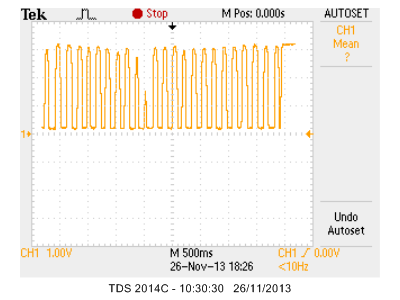 Tek Stop M Pos: 0.000s AUTOSET
CH1
Mean
?
1
Undo
Autoset
CH1 1.00V M 500ms CH1 0.00V
26-Nov-13 18:26 <10Hz
TDS 2014C - 10:30:30 26/11/2013